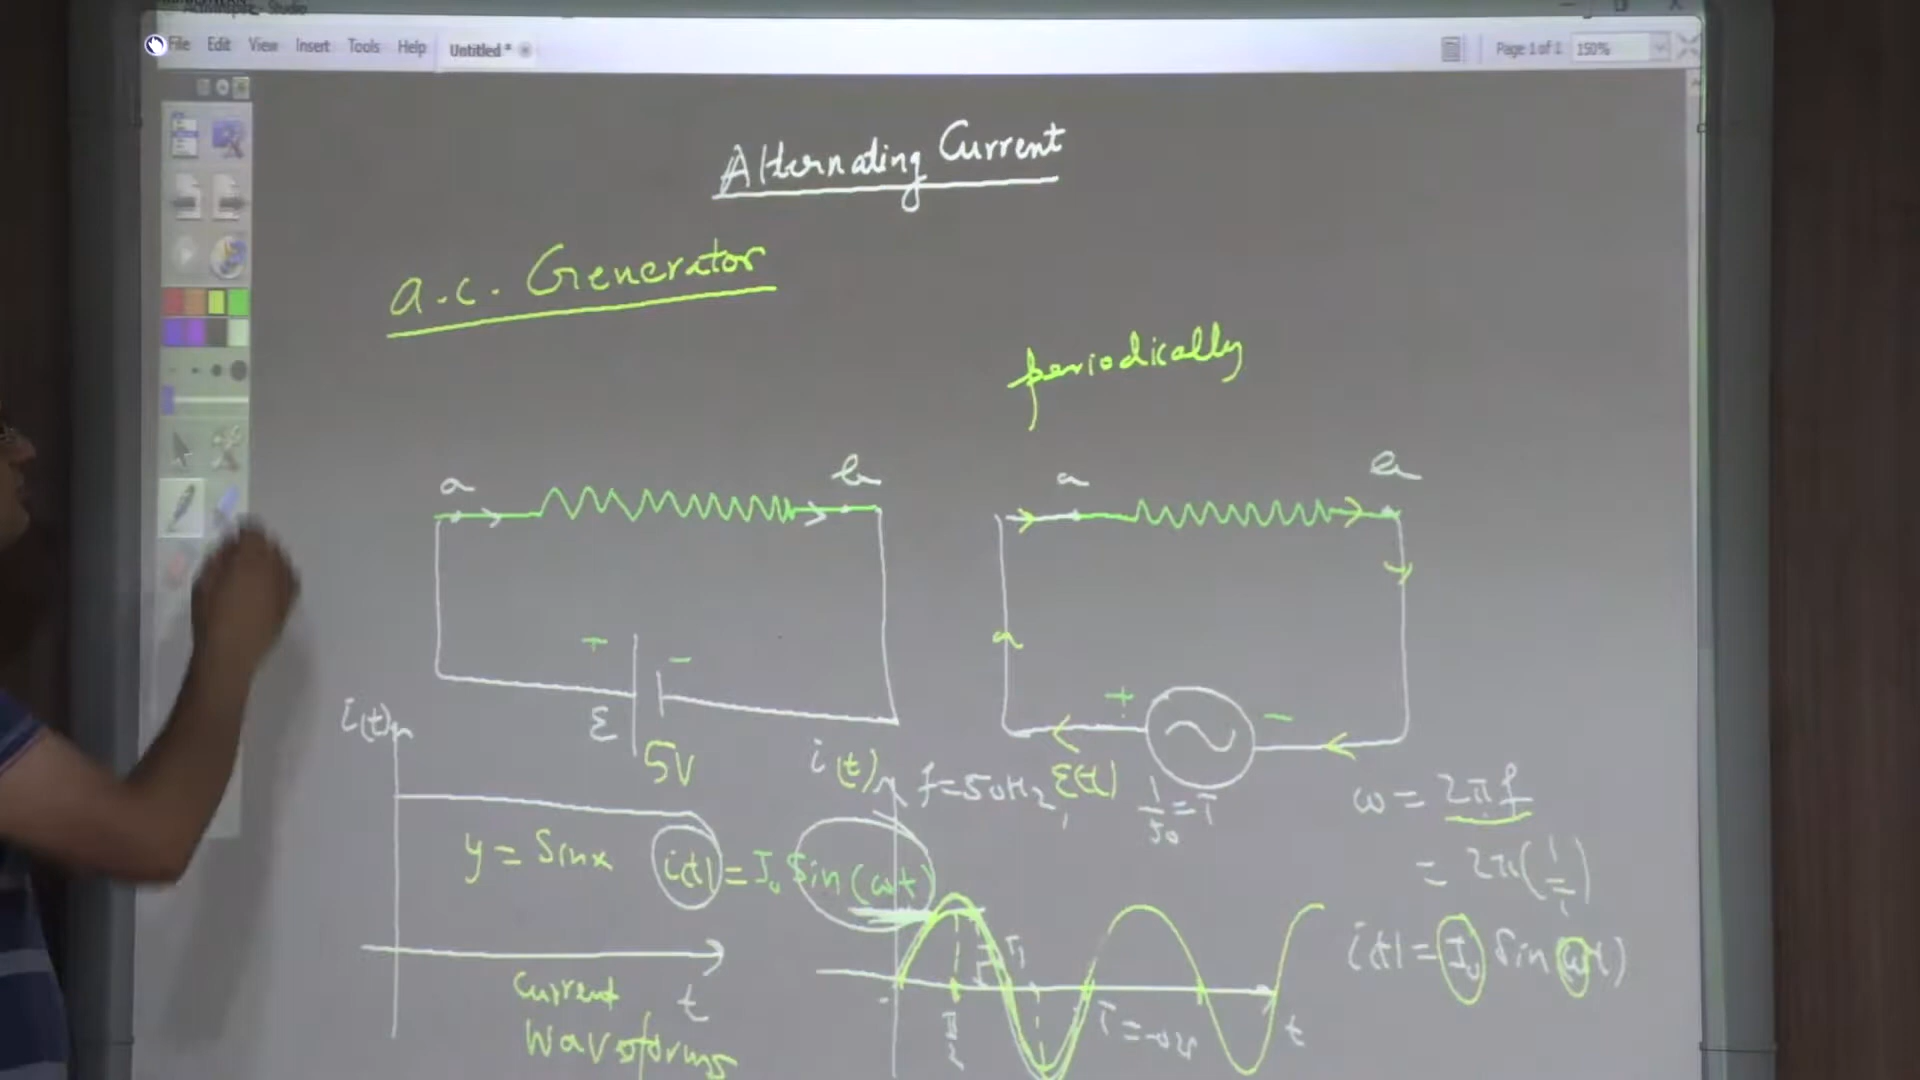 File Edit View Insert Tools Help Untitled * Page 1 of 1 150%
Alternating Current
a.c. Generator
periodically
a b
a b
+ -
+ -
ε
5V
i(t)
i(t)
f=50Hz
ε(t)
1/50 = T
ω = 2πf
= 2π(1/T)
y = Sinx
i(t) = I₀ Sin(ωt)
i(t) = I₀ Sin(ωt)
Current
Waveforms
t
π/2
t